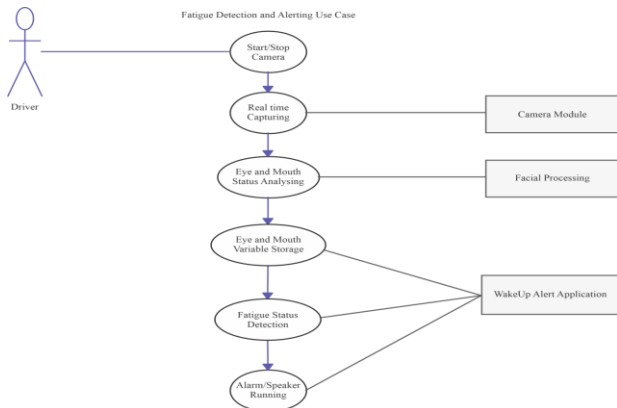 Fatigue Detection and Alerting Use Case
Start/Stop
Camera
Driver
Real time
Capturing
Camera Module
Eye and Mouth
Status Analysing
Facial Processing
Eye and Mouth
Variable Storage
WakeUp Alert Application
Fatigue Status
Detection
Alarm/Speaker
Running